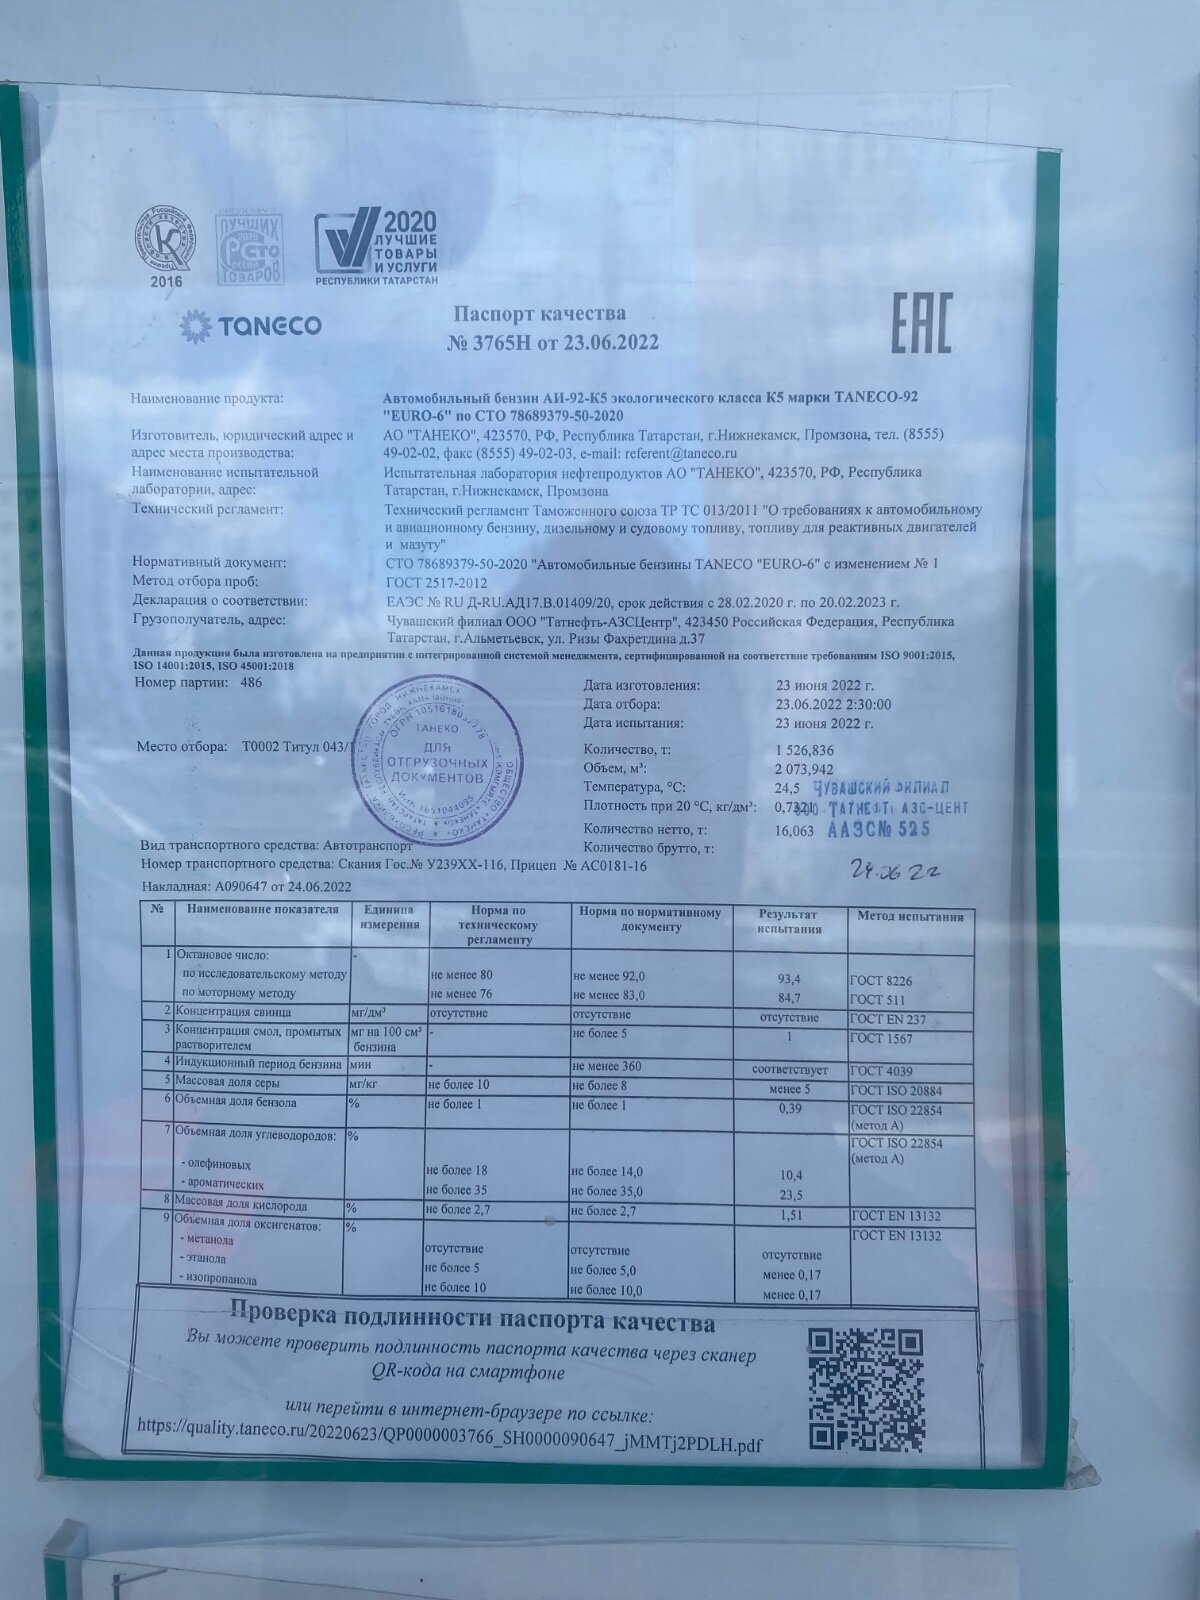 2016
ЛУЧШИХ
СТО
ТОВАРОВ
2020
ЛУЧШИЕ
ТОВАРЫ
И УСЛУГИ
РЕСПУБЛИКИ ТАТАРСТАН
TANECO
Паспорт качества
№ 3765Н от 23.06.2022
EAC
Наименование продукта: Автомобильный бензин АИ-92-К5 экологического класса К5 марки TANECO-92
"EURO-6" по СТО 78689379-50-2020
Изготовитель, юридический адрес и АО "ТАНЕКО", 423570, РФ, Республика Татарстан, г.Нижнекамск, Промзона, тел. (8555)
адрес места производства: 49-02-02, факс (8555) 49-02-03, e-mail: referent@taneco.ru
Наименование испытательной Испытательная лаборатория нефтепродуктов АО "ТАНЕКО", 423570, РФ, Республика
лаборатории, адрес: Татарстан, г.Нижнекамск, Промзона
Технический регламент: Технический регламент Таможенного союза ТР ТС 013/2011 "О требованиях к автомобильному
и авиационному бензину, дизельному и судовому топливу, топливу для реактивных двигателей
и мазуту"
Нормативный документ: СТО 78689379-50-2020 "Автомобильные бензины TANECO "EURO-6" с изменением № 1
Метод отбора проб: ГОСТ 2517-2012
Декларация о соответствии: ЕАЭС № RU Д-RU.АД17.В.01409/20, срок действия с 28.02.2020 г. по 20.02.2023 г.
Грузополучатель, адрес: Чувашский филиал ООО "Татнефть-АЗСЦентр", 423450 Российская Федерация, Республика
Татарстан, г.Альметьевск, ул. Ризы Фахретдина д.37
Данная продукция была изготовлена на предприятии с интегрированной системой менеджмента, сертифицированной на соответствие требованиям ISO 9001:2015,
ISO 14001:2015, ISO 45001:2018
Номер партии: 486
Дата изготовления: 23 июня 2022 г.
Дата отбора: 23.06.2022 2:30:00
Дата испытания: 23 июня 2022 г.
Место отбора: Т0002 Титул 043/
ТАНЕКО
ДЛЯ
ОТГРУЗОЧНЫХ
ДОКУМЕНТОВ
Количество, т: 1 526,836
Объем, м³: 2 073,942
Температура, °С: 24,5
Плотность при 20 °С, кг/дм³: 0,7321
Количество нетто, т: 16,063
Количество брутто, т:
ЧУВАШСКИЙ ФИЛИАЛ
ООО ТАТНЕФТЬ АЗС-ЦЕНТ
ААЗС№ 525
24.06 22
Вид транспортного средства: Автотранспорт
Номер транспортного средства: Скания Гос.№ У239ХХ-116, Прицеп № АС0181-16
Накладная: А090647 от 24.06.2022
№ Наименование показателя Единица измерения Норма по техническому регламенту Норма по нормативному документу Результат испытания Метод испытания
1 Октановое число: -
по исследовательскому методу не менее 80 не менее 92,0 93,4 ГОСТ 8226
по моторному методу не менее 76 не менее 83,0 84,7 ГОСТ 511
2 Концентрация свинца мг/дм³ отсутствие отсутствие отсутствие ГОСТ EN 237
3 Концентрация смол, промытых растворителем мг на 100 см³ бензина - не более 5 1 ГОСТ 1567
4 Индукционный период бензина мин - не менее 360 соответствует ГОСТ 4039
5 Массовая доля серы мг/кг не более 10 не более 8 менее 5 ГОСТ ISO 20884
6 Объемная доля бензола % не более 1 не более 1 0,39 ГОСТ ISO 22854 (метод А)
7 Объемная доля углеводородов: % ГОСТ ISO 22854 (метод А)
- олефиновых не более 18 не более 14,0 10,4
- ароматических не более 35 не более 35,0 23,5
8 Массовая доля кислорода % не более 2,7 не более 2,7 1,51 ГОСТ EN 13132
9 Объемная доля оксигенатов: % ГОСТ EN 13132
- метанола отсутствие отсутствие отсутствие
- этанола не более 5 не более 5,0 менее 0,17
- изопропанола не более 10 не более 10,0 менее 0,17
Проверка подлинности паспорта качества
Вы можете проверить подлинность паспорта качества через сканер
QR-кода на смартфоне
или перейти в интернет-браузере по ссылке:
https://quality.taneco.ru/20220623/QP0000003766_SH0000090647_jMMTj2PDLH.pdf